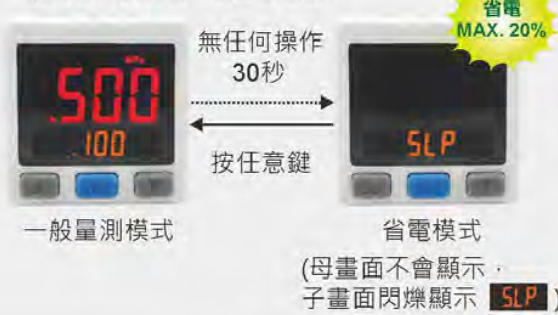 省電
MAX. 20%
無任何操作
30秒
.500
.100
按任意鍵
SLP
一般量測模式
省電模式
(母畫面不會顯示，
子畫面閃爍顯示 SLP )